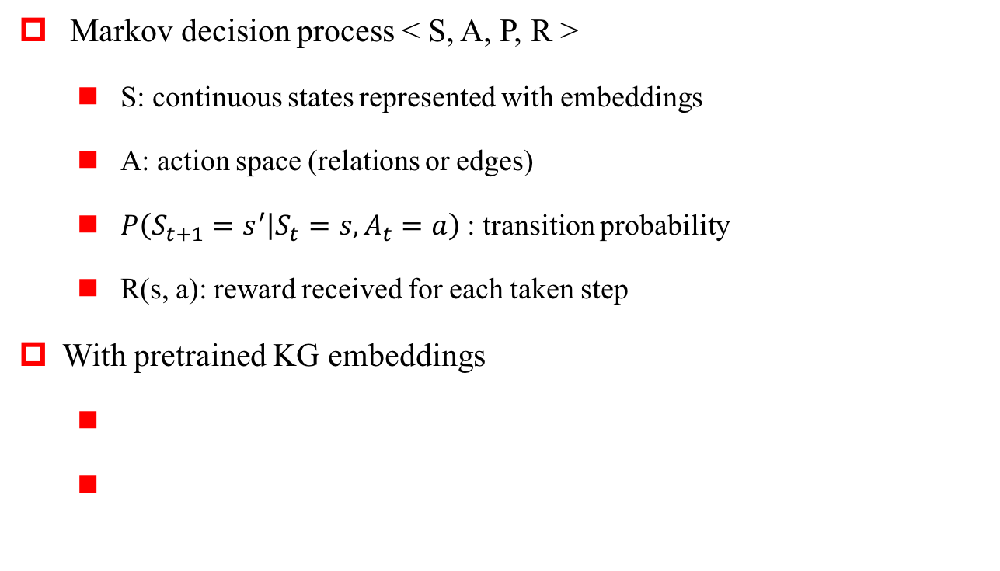 Markov decision process < S, A, P, R >
S: continuous states represented with embeddings
A: action space (relations or edges)
P(S_{t+1} = s′|S_t = s, A_t = a) : transition probability
R(s, a): reward received for each taken step
With pretrained KG embeddings